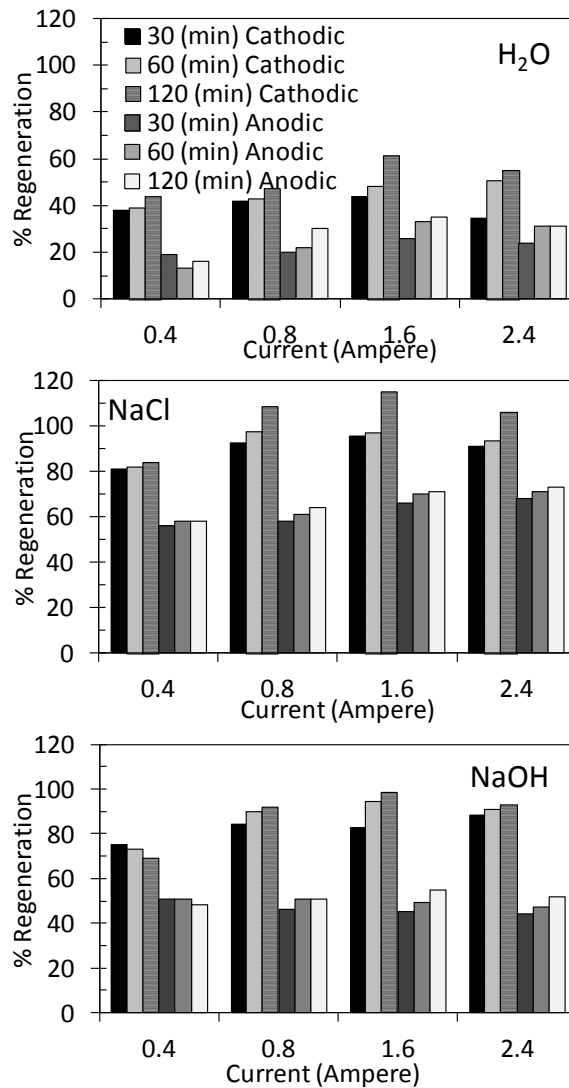 120
100
80
60
40
20
0
% Regeneration
30 (min) Cathodic
60 (min) Cathodic
120 (min) Cathodic
30 (min) Anodic
60 (min) Anodic
120 (min) Anodic
H₂O
0.4 0.8 1.6 2.4
Current (Ampere)
120
100
80
60
40
20
0
% Regeneration
NaCl
0.4 0.8 1.6 2.4
Current (Ampere)
120
100
80
60
40
20
0
% Regeneration
NaOH
0.4 0.8 1.6 2.4
Current (Ampere)